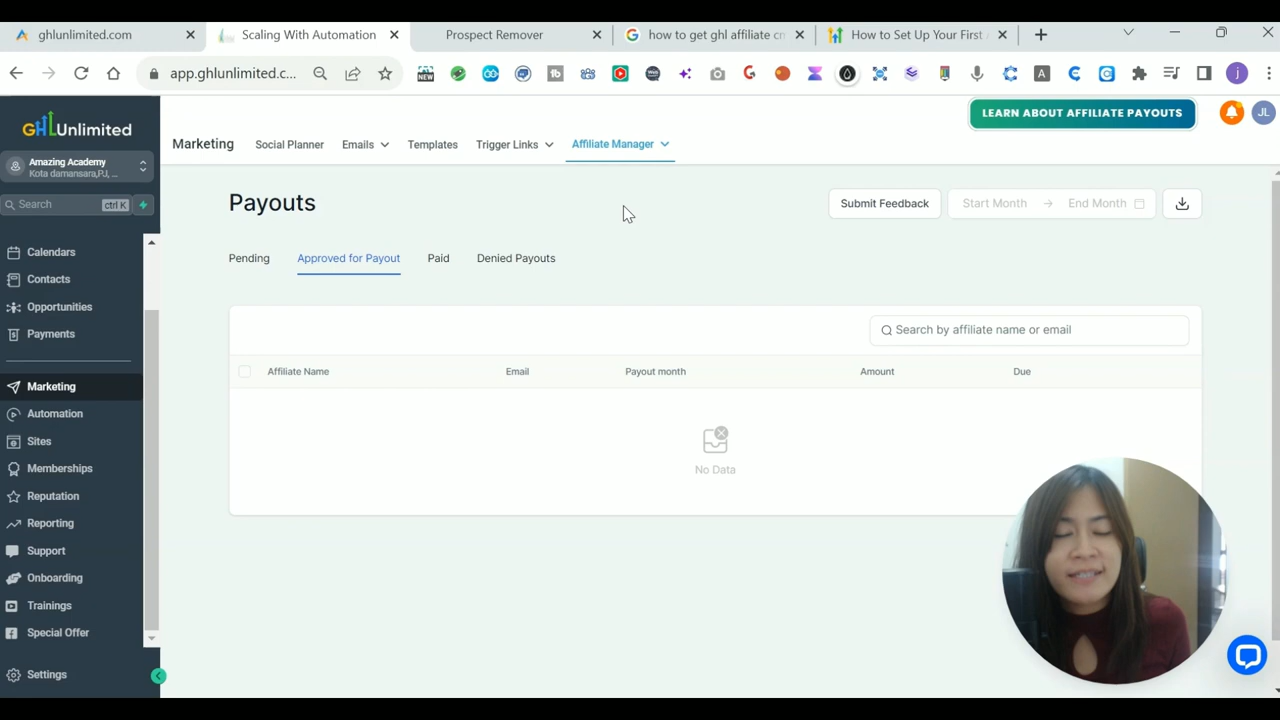 ghlunlimited.com
Scaling With Automation
Prospect Remover
how to get ghl affiliate cr
How to Set Up Your First
app.ghlunlimited.c...
LEARN ABOUT AFFILIATE PAYOUTS
JL
GHLUnlimited
Marketing
Social Planner
Emails
Templates
Trigger Links
Affiliate Manager
Amazing Academy
Kota damansara,PJ, ...
Search
ctrl K
Payouts
Submit Feedback
Start Month
End Month
Calendars
Contacts
Opportunities
Payments
Marketing
Automation
Sites
Memberships
Reputation
Reporting
Support
Onboarding
Trainings
Special Offer
Settings
Pending
Approved for Payout
Paid
Denied Payouts
Search by affiliate name or email
Affiliate Name
Email
Payout month
Amount
Due
No Data